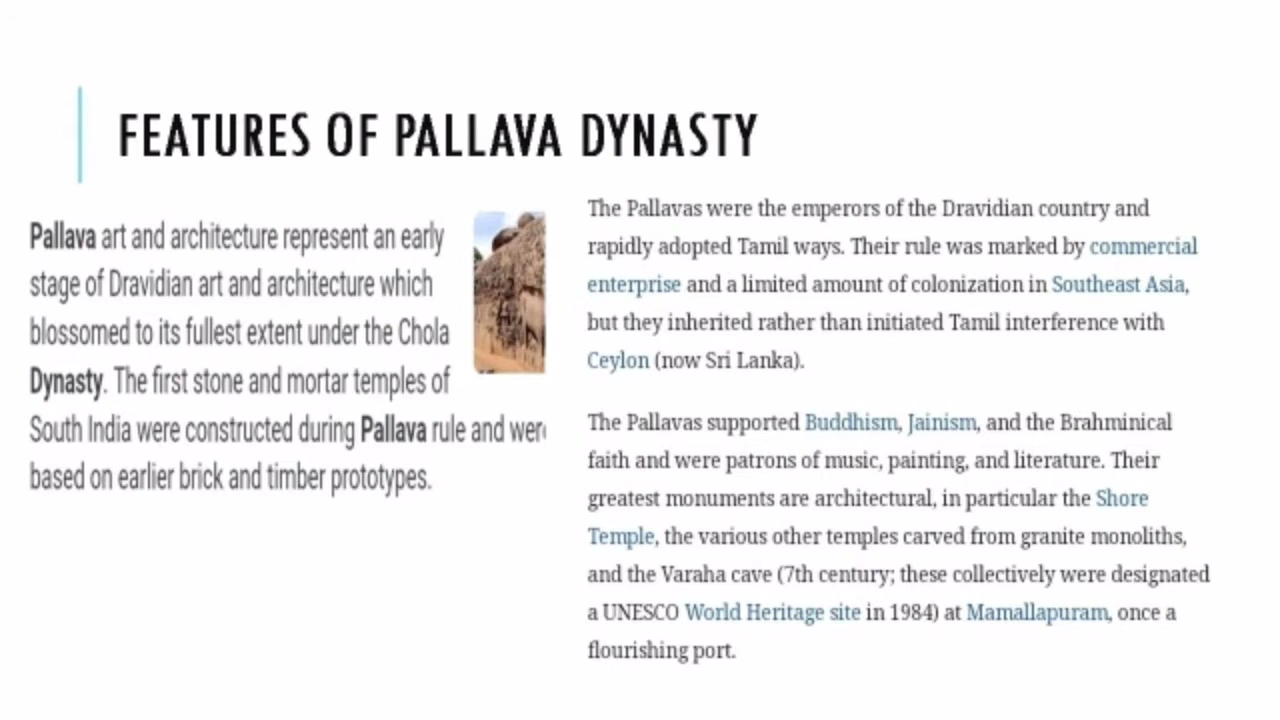 FEATURES OF PALLAVA DYNASTY
Pallava art and architecture represent an early
stage of Dravidian art and architecture which
blossomed to its fullest extent under the Chola
Dynasty. The first stone and mortar temples of
South India were constructed during Pallava rule and were
based on earlier brick and timber prototypes.
The Pallavas were the emperors of the Dravidian country and
rapidly adopted Tamil ways. Their rule was marked by commercial
enterprise and a limited amount of colonization in Southeast Asia,
but they inherited rather than initiated Tamil interference with
Ceylon (now Sri Lanka).
The Pallavas supported Buddhism, Jainism, and the Brahminical
faith and were patrons of music, painting, and literature. Their
greatest monuments are architectural, in particular the Shore
Temple, the various other temples carved from granite monoliths,
and the Varaha cave (7th century; these collectively were designated
a UNESCO World Heritage site in 1984) at Mamallapuram, once a
flourishing port.